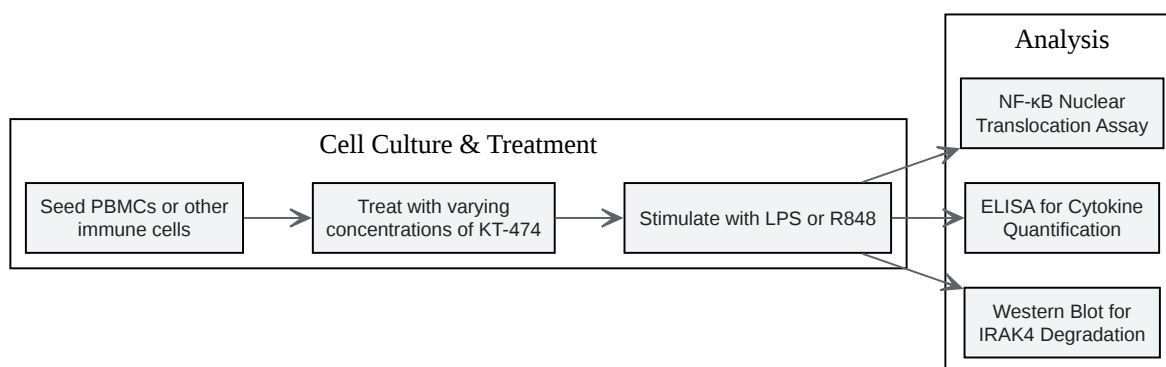 Cell Culture & Treatment
Seed PBMCs or other
immune cells
Treat with varying
concentrations of KT-474
Stimulate with LPS or R848
Analysis
NF-κB Nuclear
Translocation Assay
ELISA for Cytokine
Quantification
Western Blot for
IRAK4 Degradation